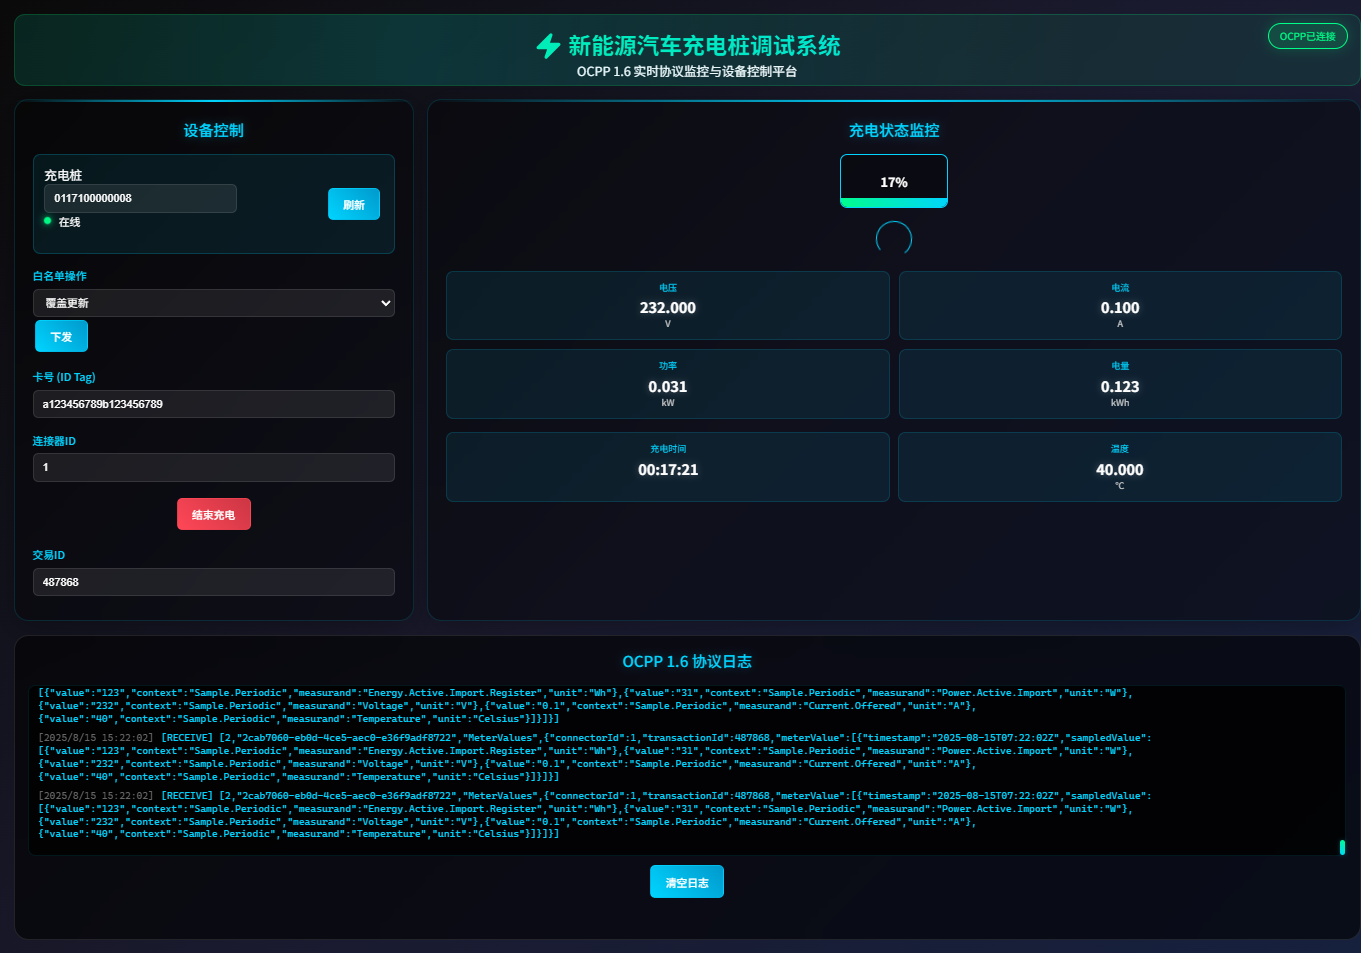 新能源汽车充电桩调试系统
OCPP 1.6 实时协议监控与设备控制平台
OCPP已连接
设备控制
充电桩
0117100000008
在线
刷新
白名单操作
覆盖更新
下发
卡号 (ID Tag)
a123456789b123456789
连接器ID
1
结束充电
交易ID
487868
充电状态监控
17%
电压
232.000
V
电流
0.100
A
功率
0.031
kW
电量
0.123
kWh
充电时间
00:17:21
温度
40.000
°C
OCPP 1.6 协议日志
[{"value":"123","context":"Sample.Periodic","measurand":"Energy.Active.Import.Register","unit":"Wh"},{"value":"31","context":"Sample.Periodic","measurand":"Power.Active.Import","unit":"W"},
{"value":"232","context":"Sample.Periodic","measurand":"Voltage","unit":"V"},{"value":"0.1","context":"Sample.Periodic","measurand":"Current.Offered","unit":"A"},
{"value":"40","context":"Sample.Periodic","measurand":"Temperature","unit":"Celsius"}]}]}]
[2025/8/15 15:22:02] [RECEIVE] [2,"2cab7060-eb0d-4ce5-aec0-e36f9adf8722","MeterValues",{"connectorId":1,"transactionId":487868,"meterValue":[{"timestamp":"2025-08-15T07:22:02Z","sampledValue":
[{"value":"123","context":"Sample.Periodic","measurand":"Energy.Active.Import.Register","unit":"Wh"},{"value":"31","context":"Sample.Periodic","measurand":"Power.Active.Import","unit":"W"},
{"value":"232","context":"Sample.Periodic","measurand":"Voltage","unit":"V"},{"value":"0.1","context":"Sample.Periodic","measurand":"Current.Offered","unit":"A"},
{"value":"40","context":"Sample.Periodic","measurand":"Temperature","unit":"Celsius"}]}]}]
[2025/8/15 15:22:02] [RECEIVE] [2,"2cab7060-eb0d-4ce5-aec0-e36f9adf8722","MeterValues",{"connectorId":1,"transactionId":487868,"meterValue":[{"timestamp":"2025-08-15T07:22:02Z","sampledValue":
[{"value":"123","context":"Sample.Periodic","measurand":"Energy.Active.Import.Register","unit":"Wh"},{"value":"31","context":"Sample.Periodic","measurand":"Power.Active.Import","unit":"W"},
{"value":"232","context":"Sample.Periodic","measurand":"Voltage","unit":"V"},{"value":"0.1","context":"Sample.Periodic","measurand":"Current.Offered","unit":"A"},
{"value":"40","context":"Sample.Periodic","measurand":"Temperature","unit":"Celsius"}]}]}]
清空日志